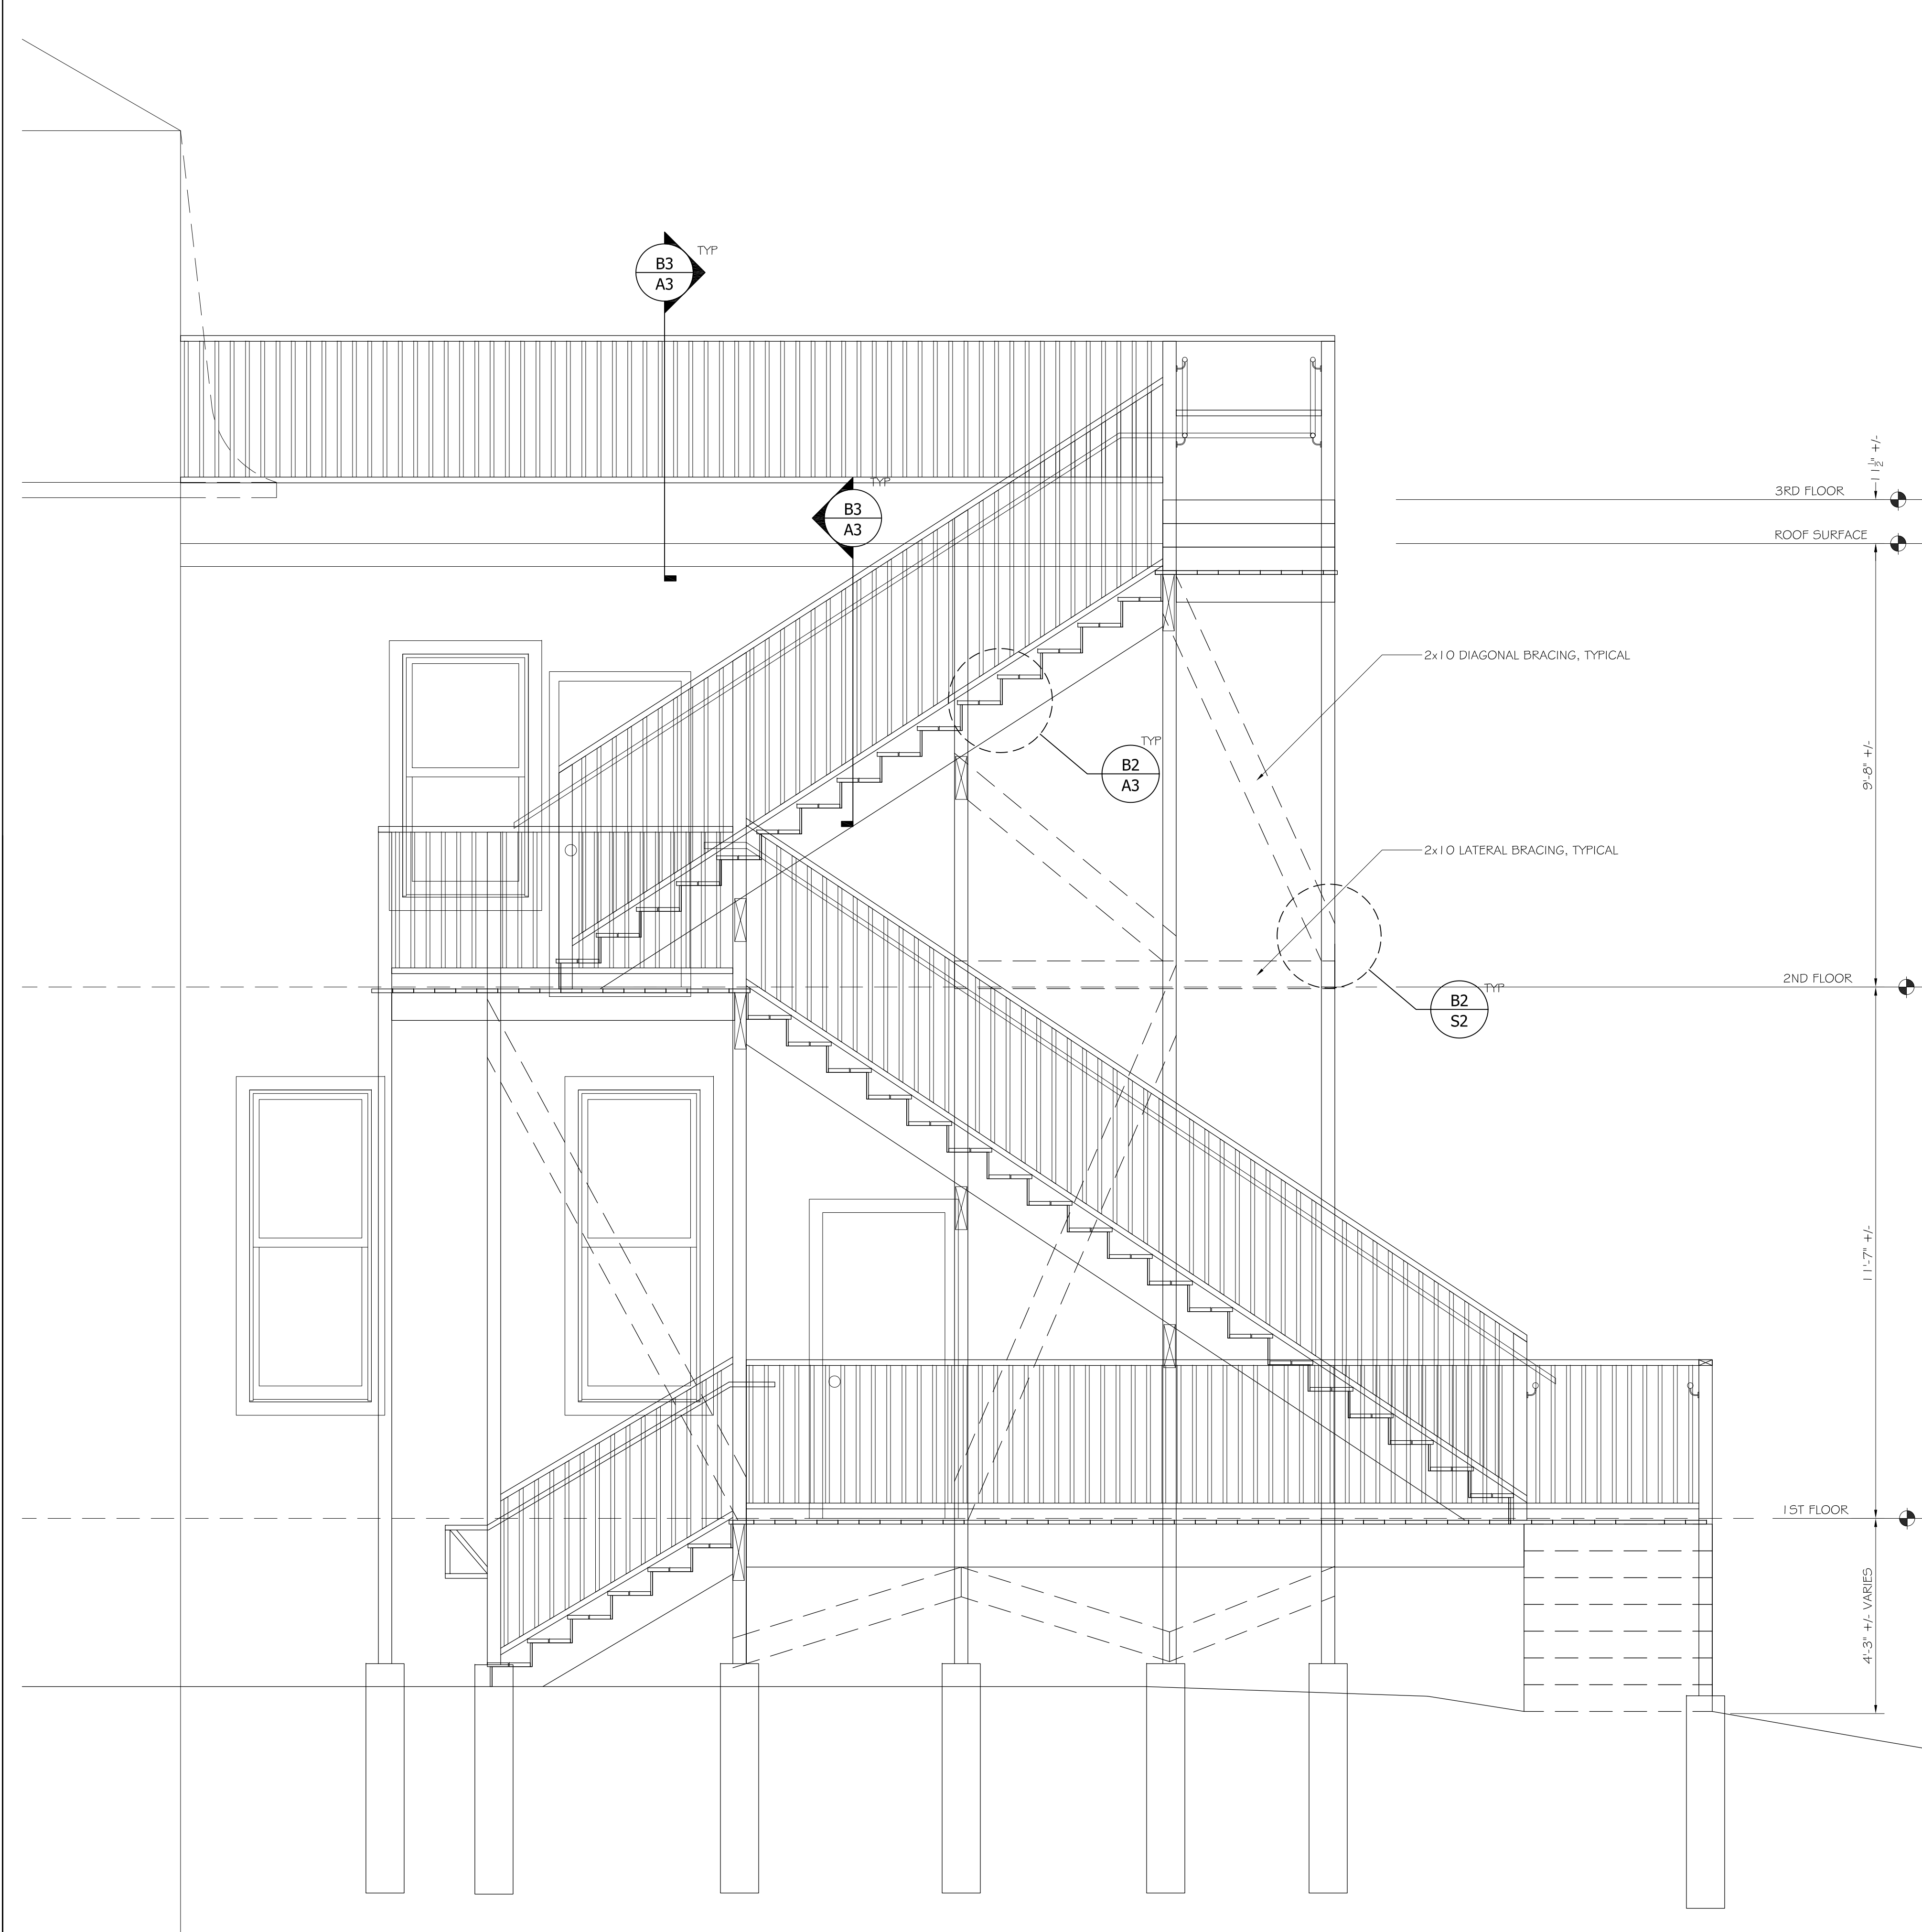 TYP
B3
A3
TYP
B3
A3
11 1/2" +/-
3RD FLOOR
ROOF SURFACE
2x10 DIAGONAL BRACING, TYPICAL
TYP
B2
A3
9'-8" +/-
2x10 LATERAL BRACING, TYPICAL
2ND FLOOR
TYP
B2
S2
11'-7" +/-
1ST FLOOR
4'-3" +/- VARIES